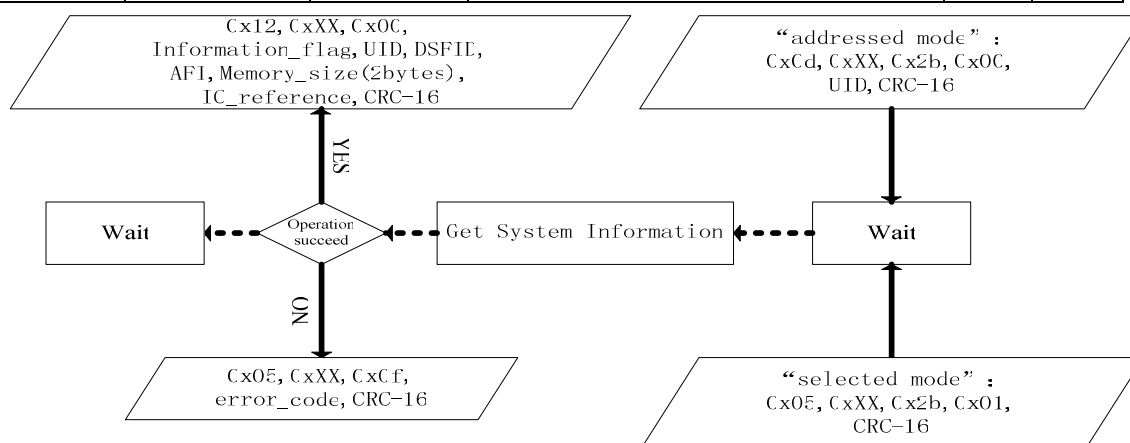 Cx12, CxXX, Cx0C
Information_flag, UID, DSFID,
AFI, Memory_size(2bytes),
IC_reference, CRC-16
“addressed mode”：
CxCd, CxXX, Cx2b, Cx0C,
UID, CRC-16
YES
Wait
Operation
succeed
Get System Information
Wait
ON
Cx05, CxXX, CxCf,
error_code, CRC-16
“selected mode”：
Cx05, CxXX, Cx2b, Cx01,
CRC-16